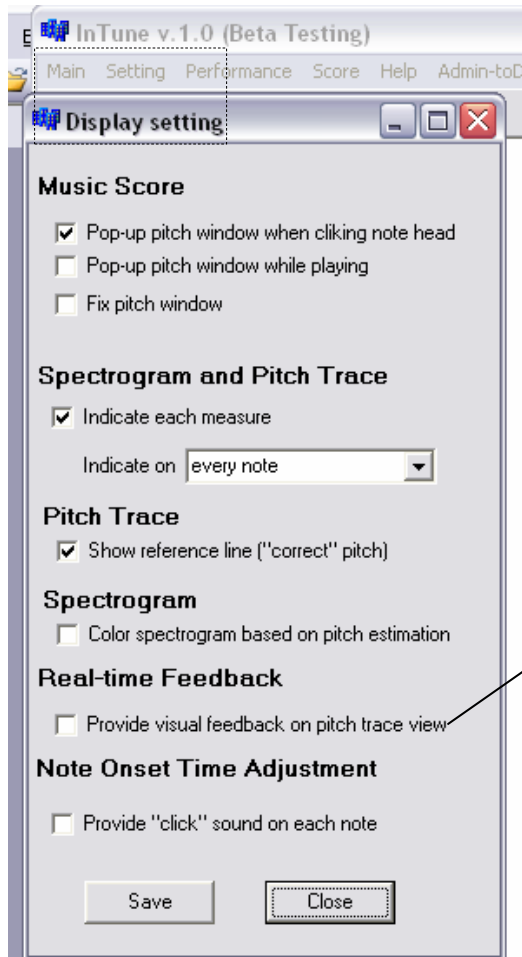 InTune v.1.0 (Beta Testing)
Main Setting Performance Score Help Admin-toD
Display setting
Music Score
Pop-up pitch window when cliking note head
Pop-up pitch window while playing
Fix pitch window
Spectrogram and Pitch Trace
Indicate each measure
Indicate on every note
Pitch Trace
Show reference line ("correct" pitch)
Spectrogram
Color spectrogram based on pitch estimation
Real-time Feedback
Provide visual feedback on pitch trace view
Note Onset Time Adjustment
Provide "click" sound on each note
Save Close